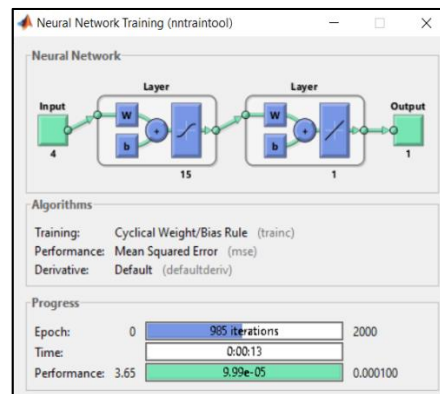 Neural Network Training (nntraintool)
Neural Network
Layer Layer
Input Output
W W
b b
+ +
4 15 1 1
Algorithms
Training: Cyclical Weight/Bias Rule (trainc)
Performance: Mean Squared Error (mse)
Derivative: Default (defaultderiv)
Progress
Epoch: 0 985 iterations 2000
Time: 0:00:13
Performance: 3.65 9.99e-05 0.000100